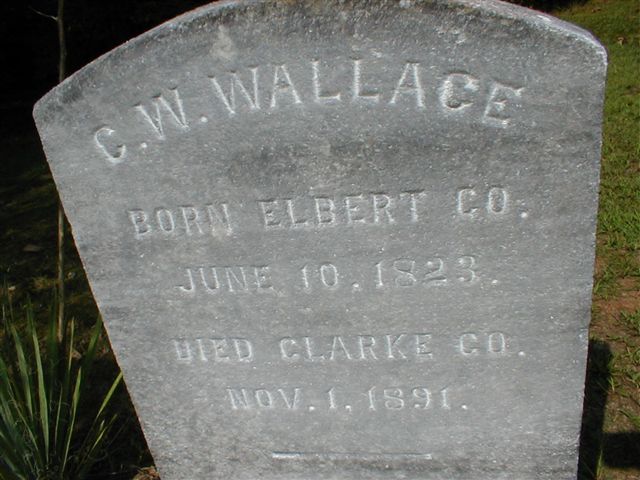 C. W. WALLACE
BORN ELBERT CO.
JUNE 10. 1823.
DIED CLARKE CO.
NOV. 1. 1891.